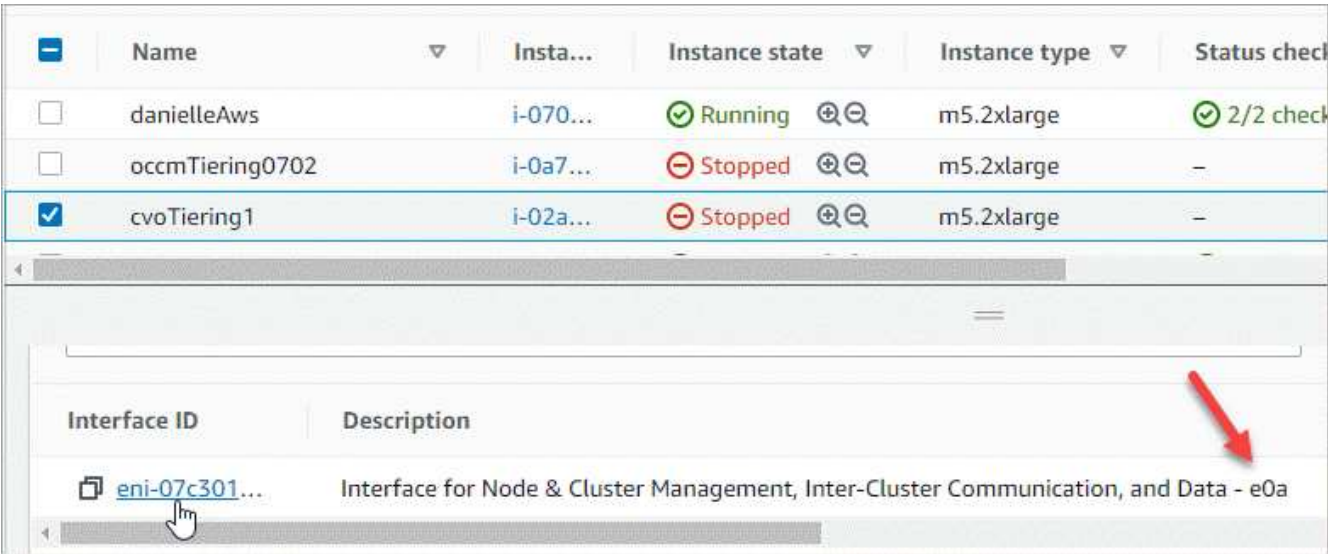 Name Insta... Instance state Instance type Status check
danielleAws i-070... Running m5.2xlarge 2/2 check
occmTiering0702 i-0a7... Stopped m5.2xlarge –
cvoTiering1 i-02a... Stopped m5.2xlarge –
Interface ID Description
eni-07c301... Interface for Node & Cluster Management, Inter-Cluster Communication, and Data - e0a